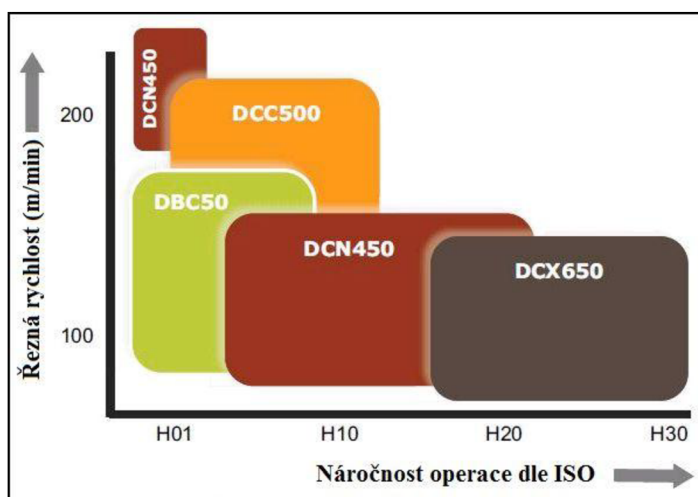 DCN450
200
DCC500
DBC50
DCN450
DCX650
100
Řezná rychlost (m/min)
H01
H10
H20
H30
Náročnost operace dle ISO